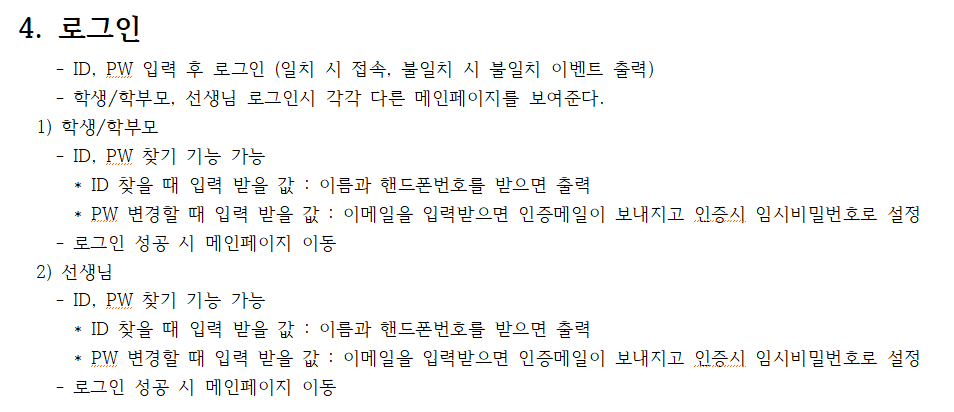 4. 로그인
- ID, PW 입력 후 로그인 (일치 시 접속, 불일치 시 불일치 이벤트 출력)
- 학생/학부모, 선생님 로그인시 각각 다른 메인페이지를 보여준다.
1) 학생/학부모
- ID, PW 찾기 기능 가능
* ID 찾을 때 입력 받을 값 : 이름과 핸드폰번호를 받으면 출력
* PW 변경할 때 입력 받을 값 : 이메일을 입력받으면 인증메일이 보내지고 인증시 임시비밀번호로 설정
- 로그인 성공 시 메인페이지 이동
2) 선생님
- ID, PW 찾기 기능 가능
* ID 찾을 때 입력 받을 값 : 이름과 핸드폰번호를 받으면 출력
* PW 변경할 때 입력 받을 값 : 이메일을 입력받으면 인증메일이 보내지고 인증시 임시비밀번호로 설정
- 로그인 성공 시 메인페이지 이동